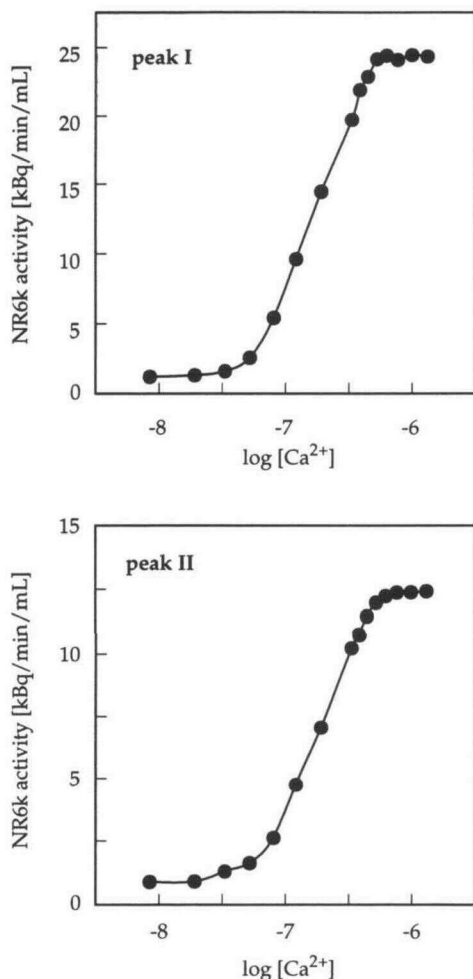 peak I
NR6k activity [kBq/min/mL]
25
20
15
10
5
0
-8
-7
-6
log [Ca²⁺]
peak II
NR6k activity [kBq/min/mL]
15
10
5
0
-8
-7
-6
log [Ca²⁺]